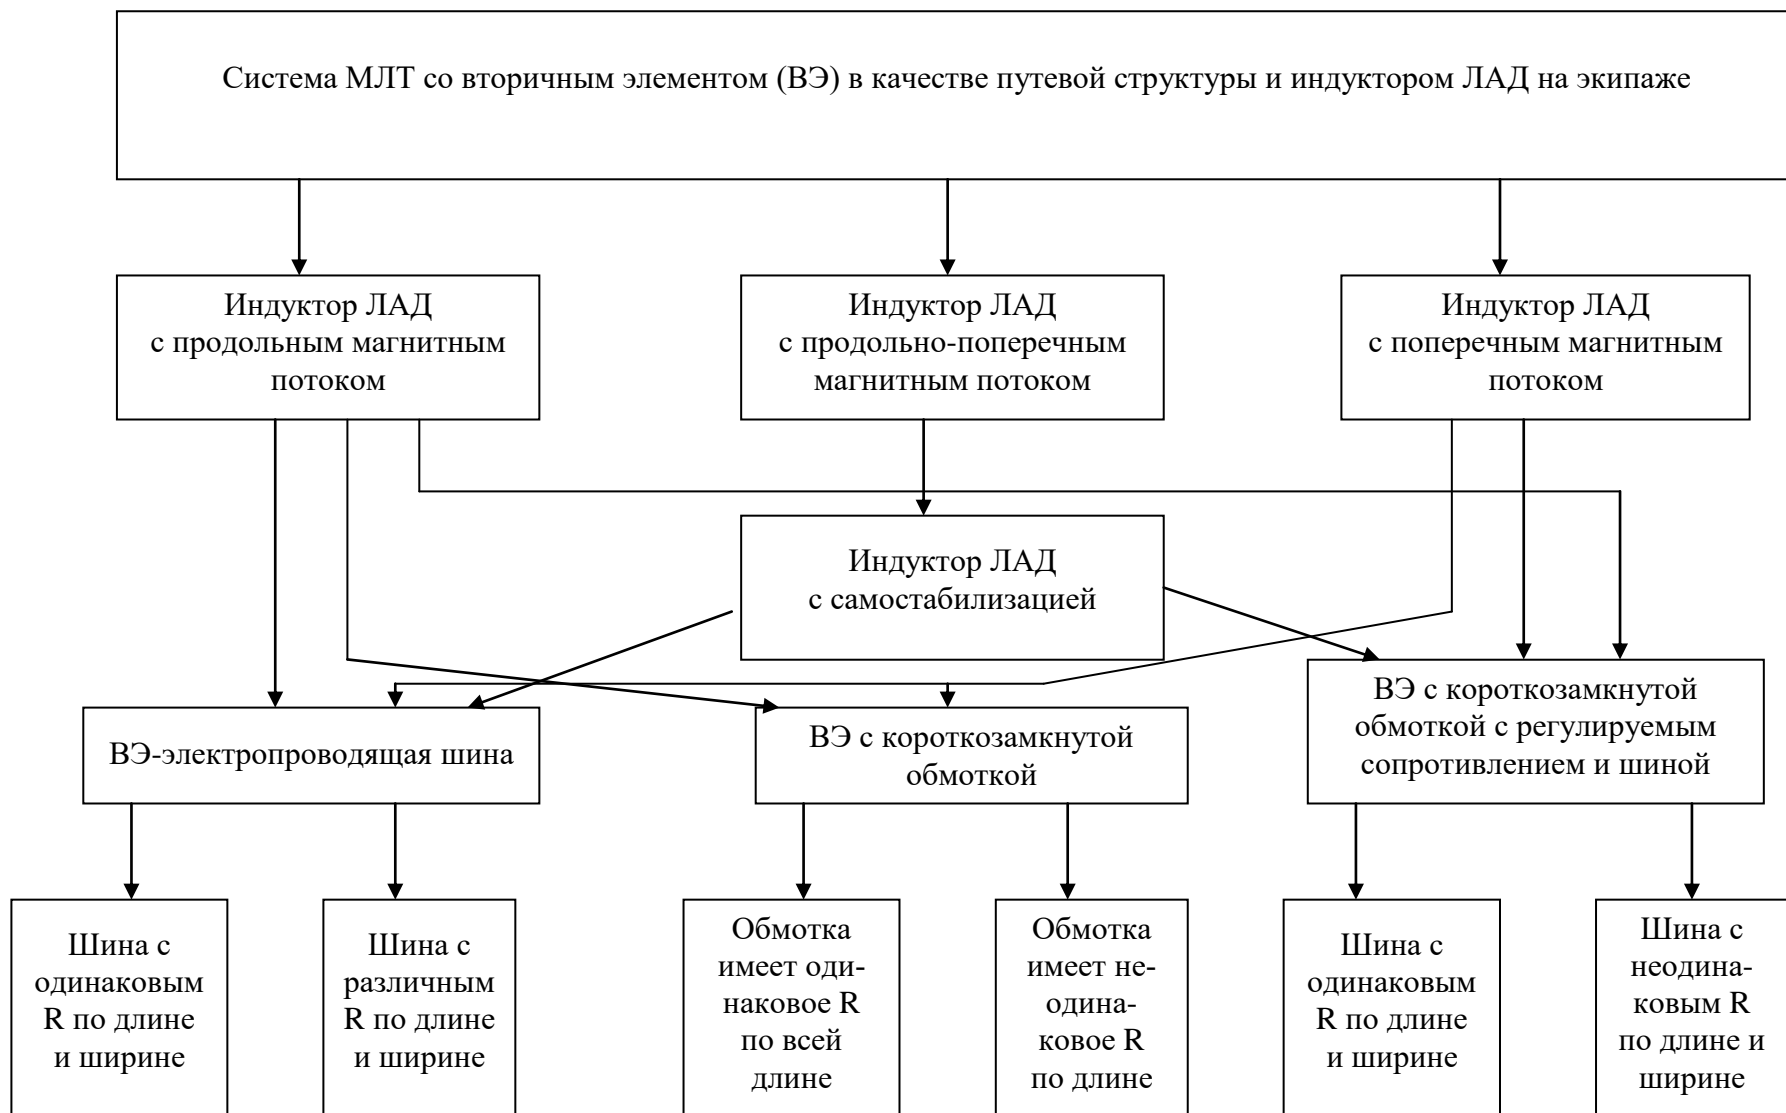 Система МЛТ со вторичным элементом (ВЭ) в качестве путевой структуры и индуктором ЛАД на экипаже
Индуктор ЛАД
с продольным магнитным
потоком
Индуктор ЛАД
с продольно-поперечным
магнитным потоком
Индуктор ЛАД
с поперечным магнитным
потоком
Индуктор ЛАД
с самостабилизацией
ВЭ-электропроводящая шина
ВЭ с короткозамкнутой
обмоткой
ВЭ с короткозамкнутой
обмоткой с регулируемым
сопротивлением и шиной
Шина с
одинаковым
R по длине
и ширине
Шина с
различным
R по длине
и ширине
Обмотка
имеет оди-
наковое R
по всей
длине
Обмотка
имеет не-
одина-
ковое R
по длине
Шина с
одинаковым
R по длине
и ширине
Шина с
неодина-
ковым R
по длине и
ширине